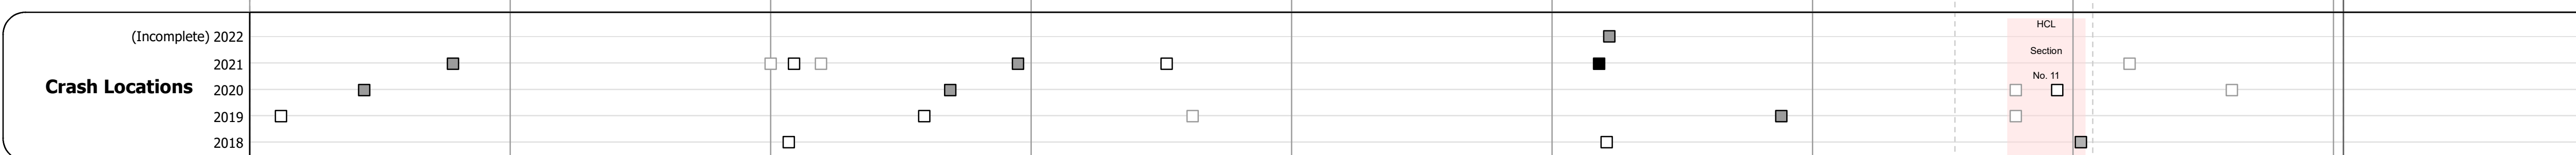 HCL
(Incomplete) 2022
Section
2021
No. 11
Crash Locations
2020
2019
2018